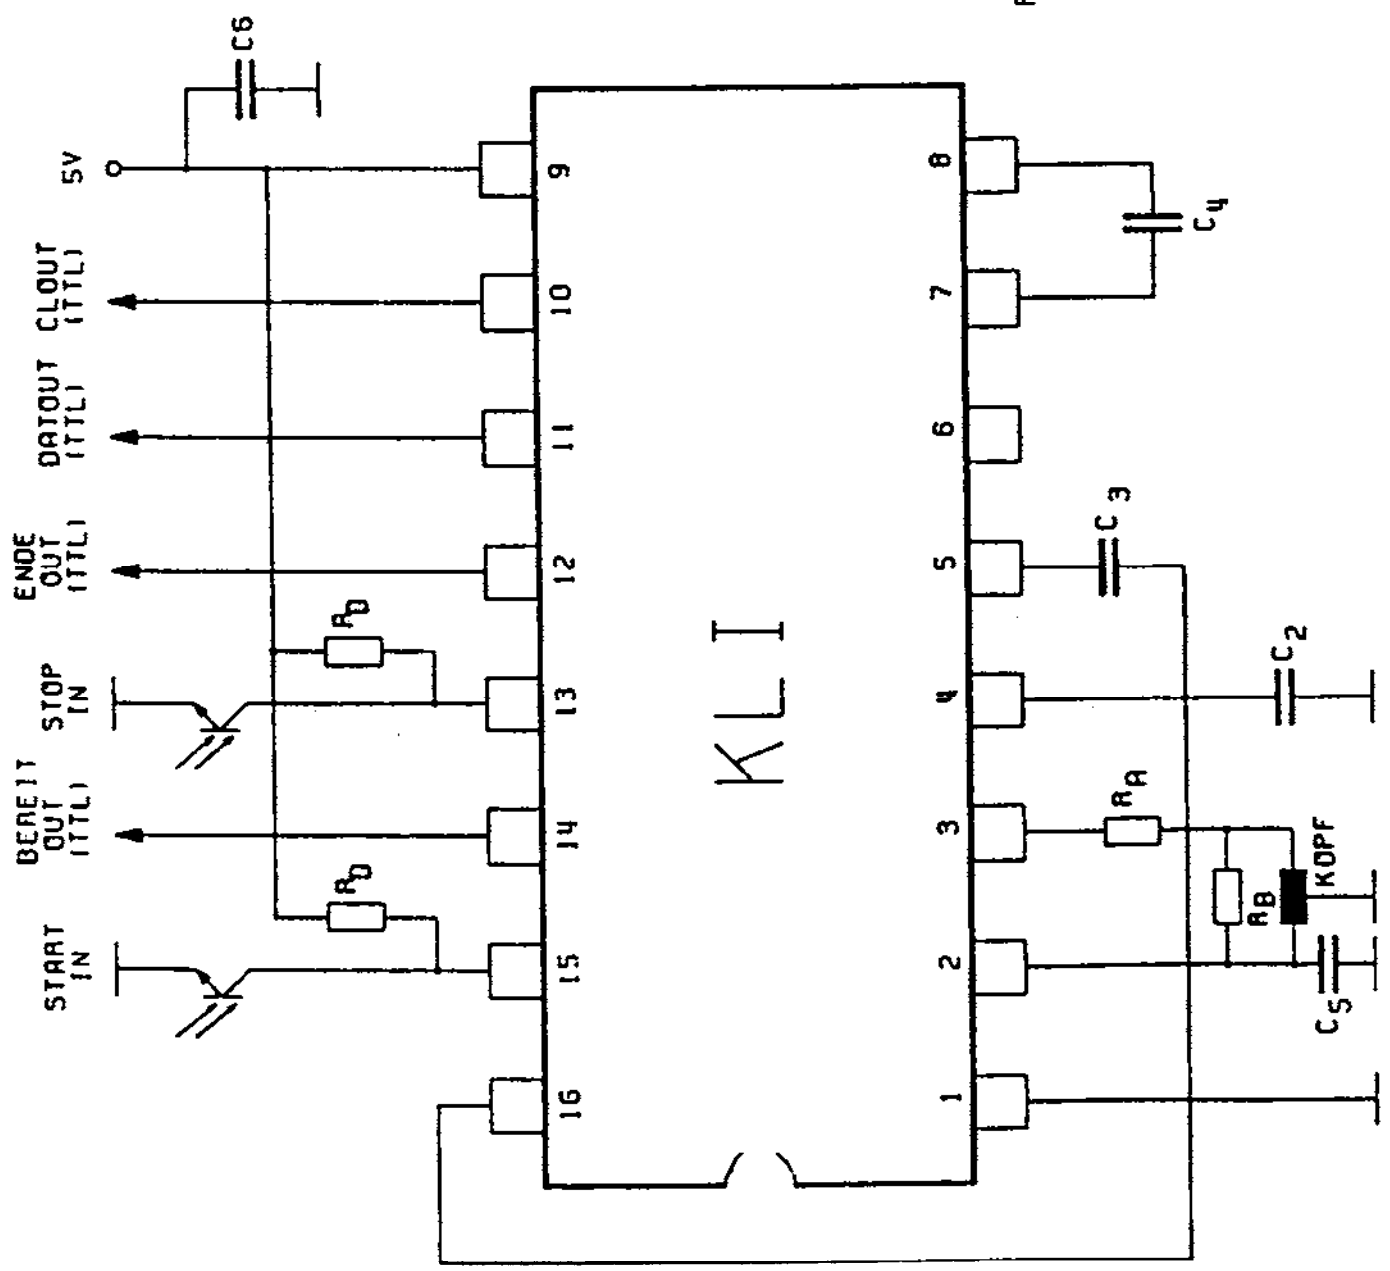 START
IN
BEREIT
OUT
(TTL)
STOP
IN
ENDE
OUT
(TTL)
DATOUT
(TTL)
CLOUT
(TTL)
5V
C6
RD
RD
16
15
14
13
12
11
10
9
KLI
1
2
3
4
5
6
7
8
RA
C3
C4
RB
KOPF
C5
C2